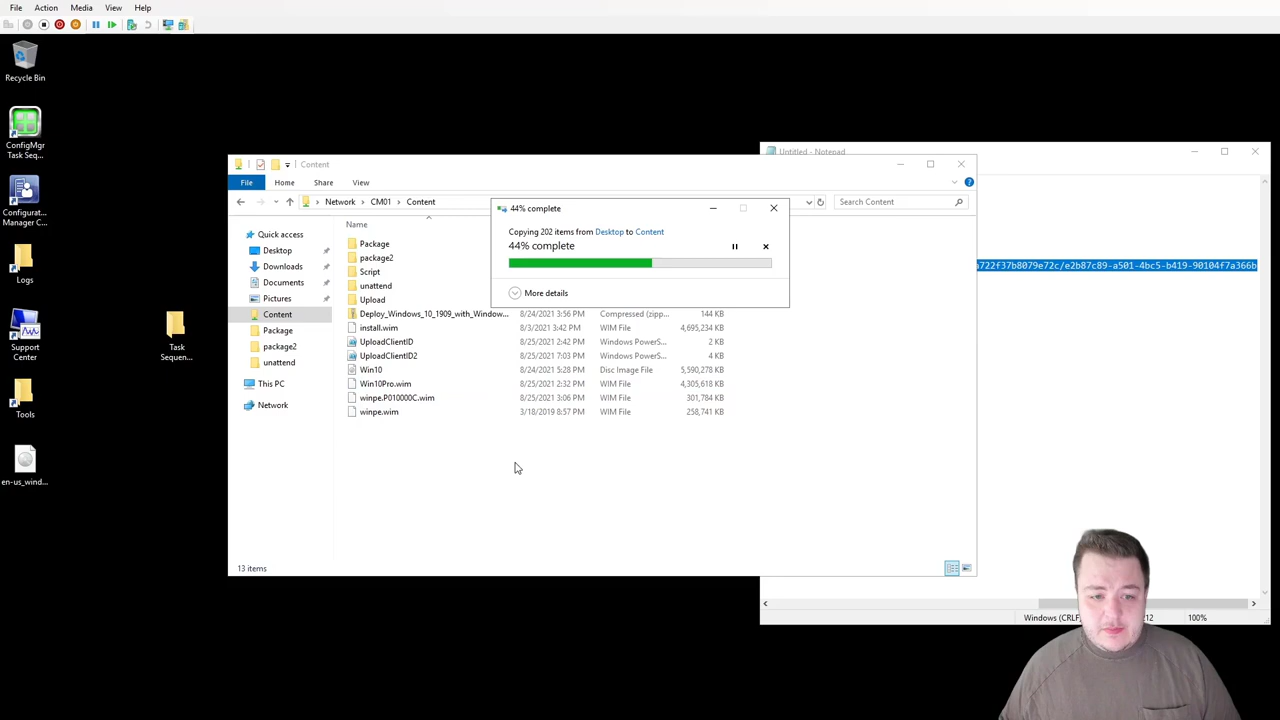 File Action Media View Help
Recycle Bin
ConfigMgr
Task Seq...
Configurat...
Manager C...
Logs
Support
Center
Tools
en-us_wind...
Task
Sequen...
Untitled - Notepad
Content
File Home Share View
Network CM01 Content
Search Content
Name
Quick access
Desktop
Downloads
Documents
Pictures
Content
Package
package2
unattend
This PC
Network
Package
package2
Script
unattend
Upload
Deploy_Windows_10_1909_with_Window... 8/24/2021 3:56 PM Compressed (zipp... 144 KB
install.wim 8/3/2021 3:42 PM WIM File 4,695,234 KB
UploadClientID 8/25/2021 2:42 PM Windows PowerS... 2 KB
UploadClientID2 8/25/2021 7:03 PM Windows PowerS... 4 KB
Win10 8/24/2021 5:28 PM Disc Image File 5,590,278 KB
Win10Pro.wim 8/25/2021 2:32 PM WIM File 4,305,618 KB
winpe.P010000C.wim 8/25/2021 3:06 PM WIM File 301,784 KB
winpe.wim 3/18/2019 8:57 PM WIM File 258,741 KB
13 items
44% complete
Copying 202 items from Desktop to Content
44% complete
More details
722f37b8079e72c/e2b87c89-a501-4bc5-b419-90104f7a366b
Windows (CRLF) 100%